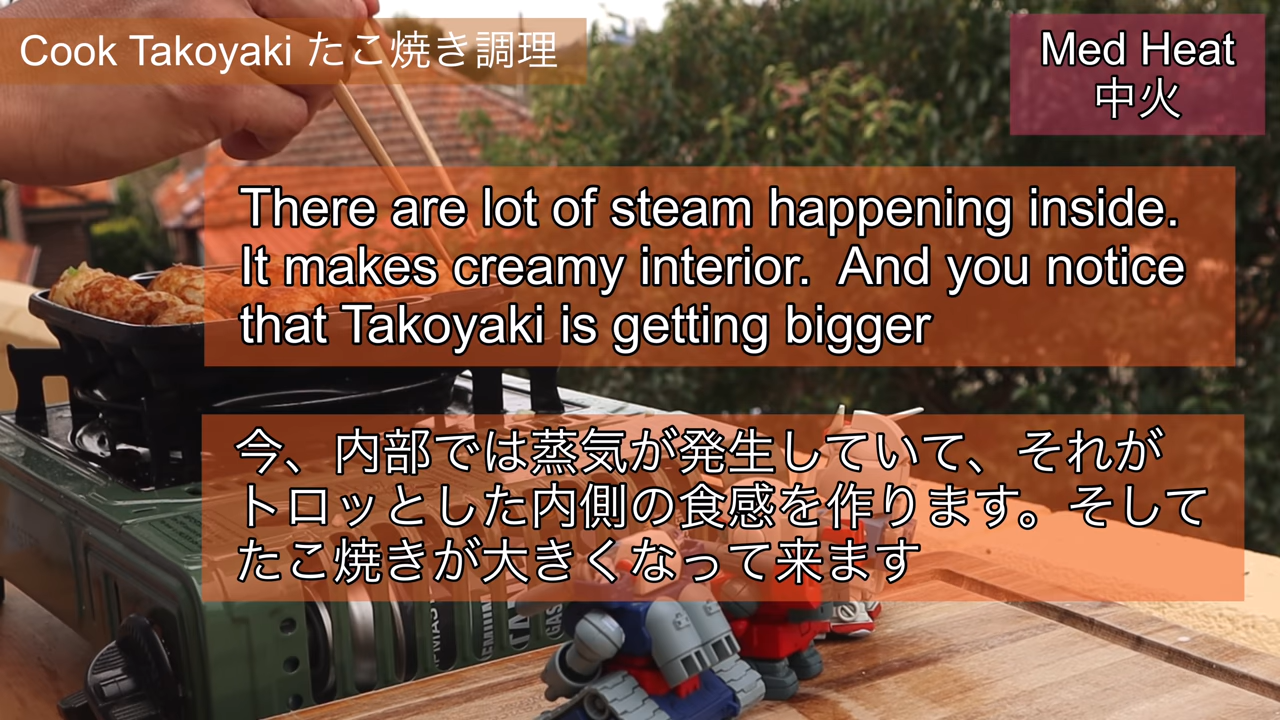 Cook Takoyaki たこ焼き調理
Med Heat
中火
There are lot of steam happening inside.
It makes creamy interior. And you notice
that Takoyaki is getting bigger
今、内部では蒸気が発生していて、それが
トロッとした内側の食感を作ります。そして
たこ焼きが大きくなって来ます
GAS